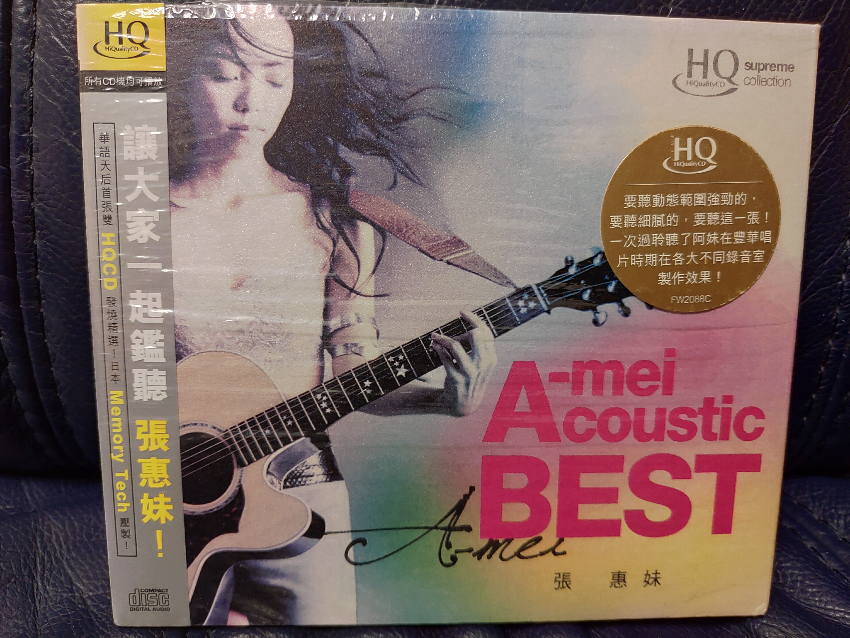 HQ
HiQualityCD
所有CD機均可播放
讓大家一起鑑聽 張惠妹！
華語天后首張雙 HQCD 發燒精選！日本 Memory Tech 壓製！
COMPACT
disc
DIGITAL AUDIO
HQ supreme
HiQualityCD collection
HQ
HiQualityCD
要聽動態範圍強勁的，
要聽細膩的，要聽這一張！
一次過聆聽了阿妹在豐華唱
片時期在各大不同錄音室
製作效果！
FW2088C
A-mei
Acoustic
BEST
A-mei
張惠妹